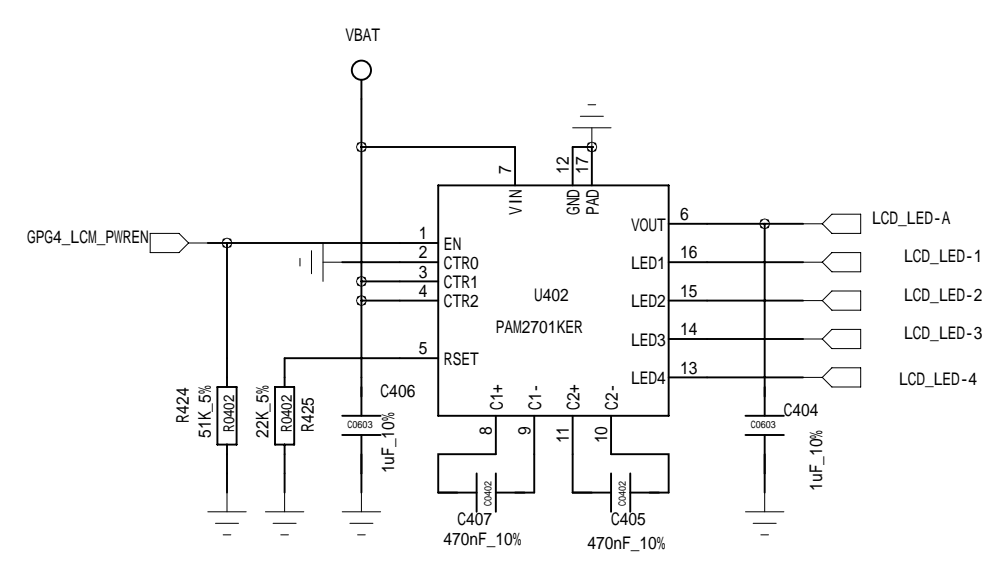 VBAT
7
12
17
VIN
GND
PAD
GPG4_LCM_PWREN
1
EN
2
CTR0
3
CTR1
4
CTR2
5
RSET
U402
PAM2701KER
VOUT
6
LCD_LED-A
LED1
16
LCD_LED-1
LED2
15
LCD_LED-2
LED3
14
LCD_LED-3
LED4
13
LCD_LED-4
C1+
C1-
C2+
C2-
8
9
11
10
R424
51K_5%
R0402
22K_5%
R0402
R425
C406
C0603
1uF_10%
C0402
C407
470nF_10%
C0402
C405
470nF_10%
C404
C0603
1uF_10%